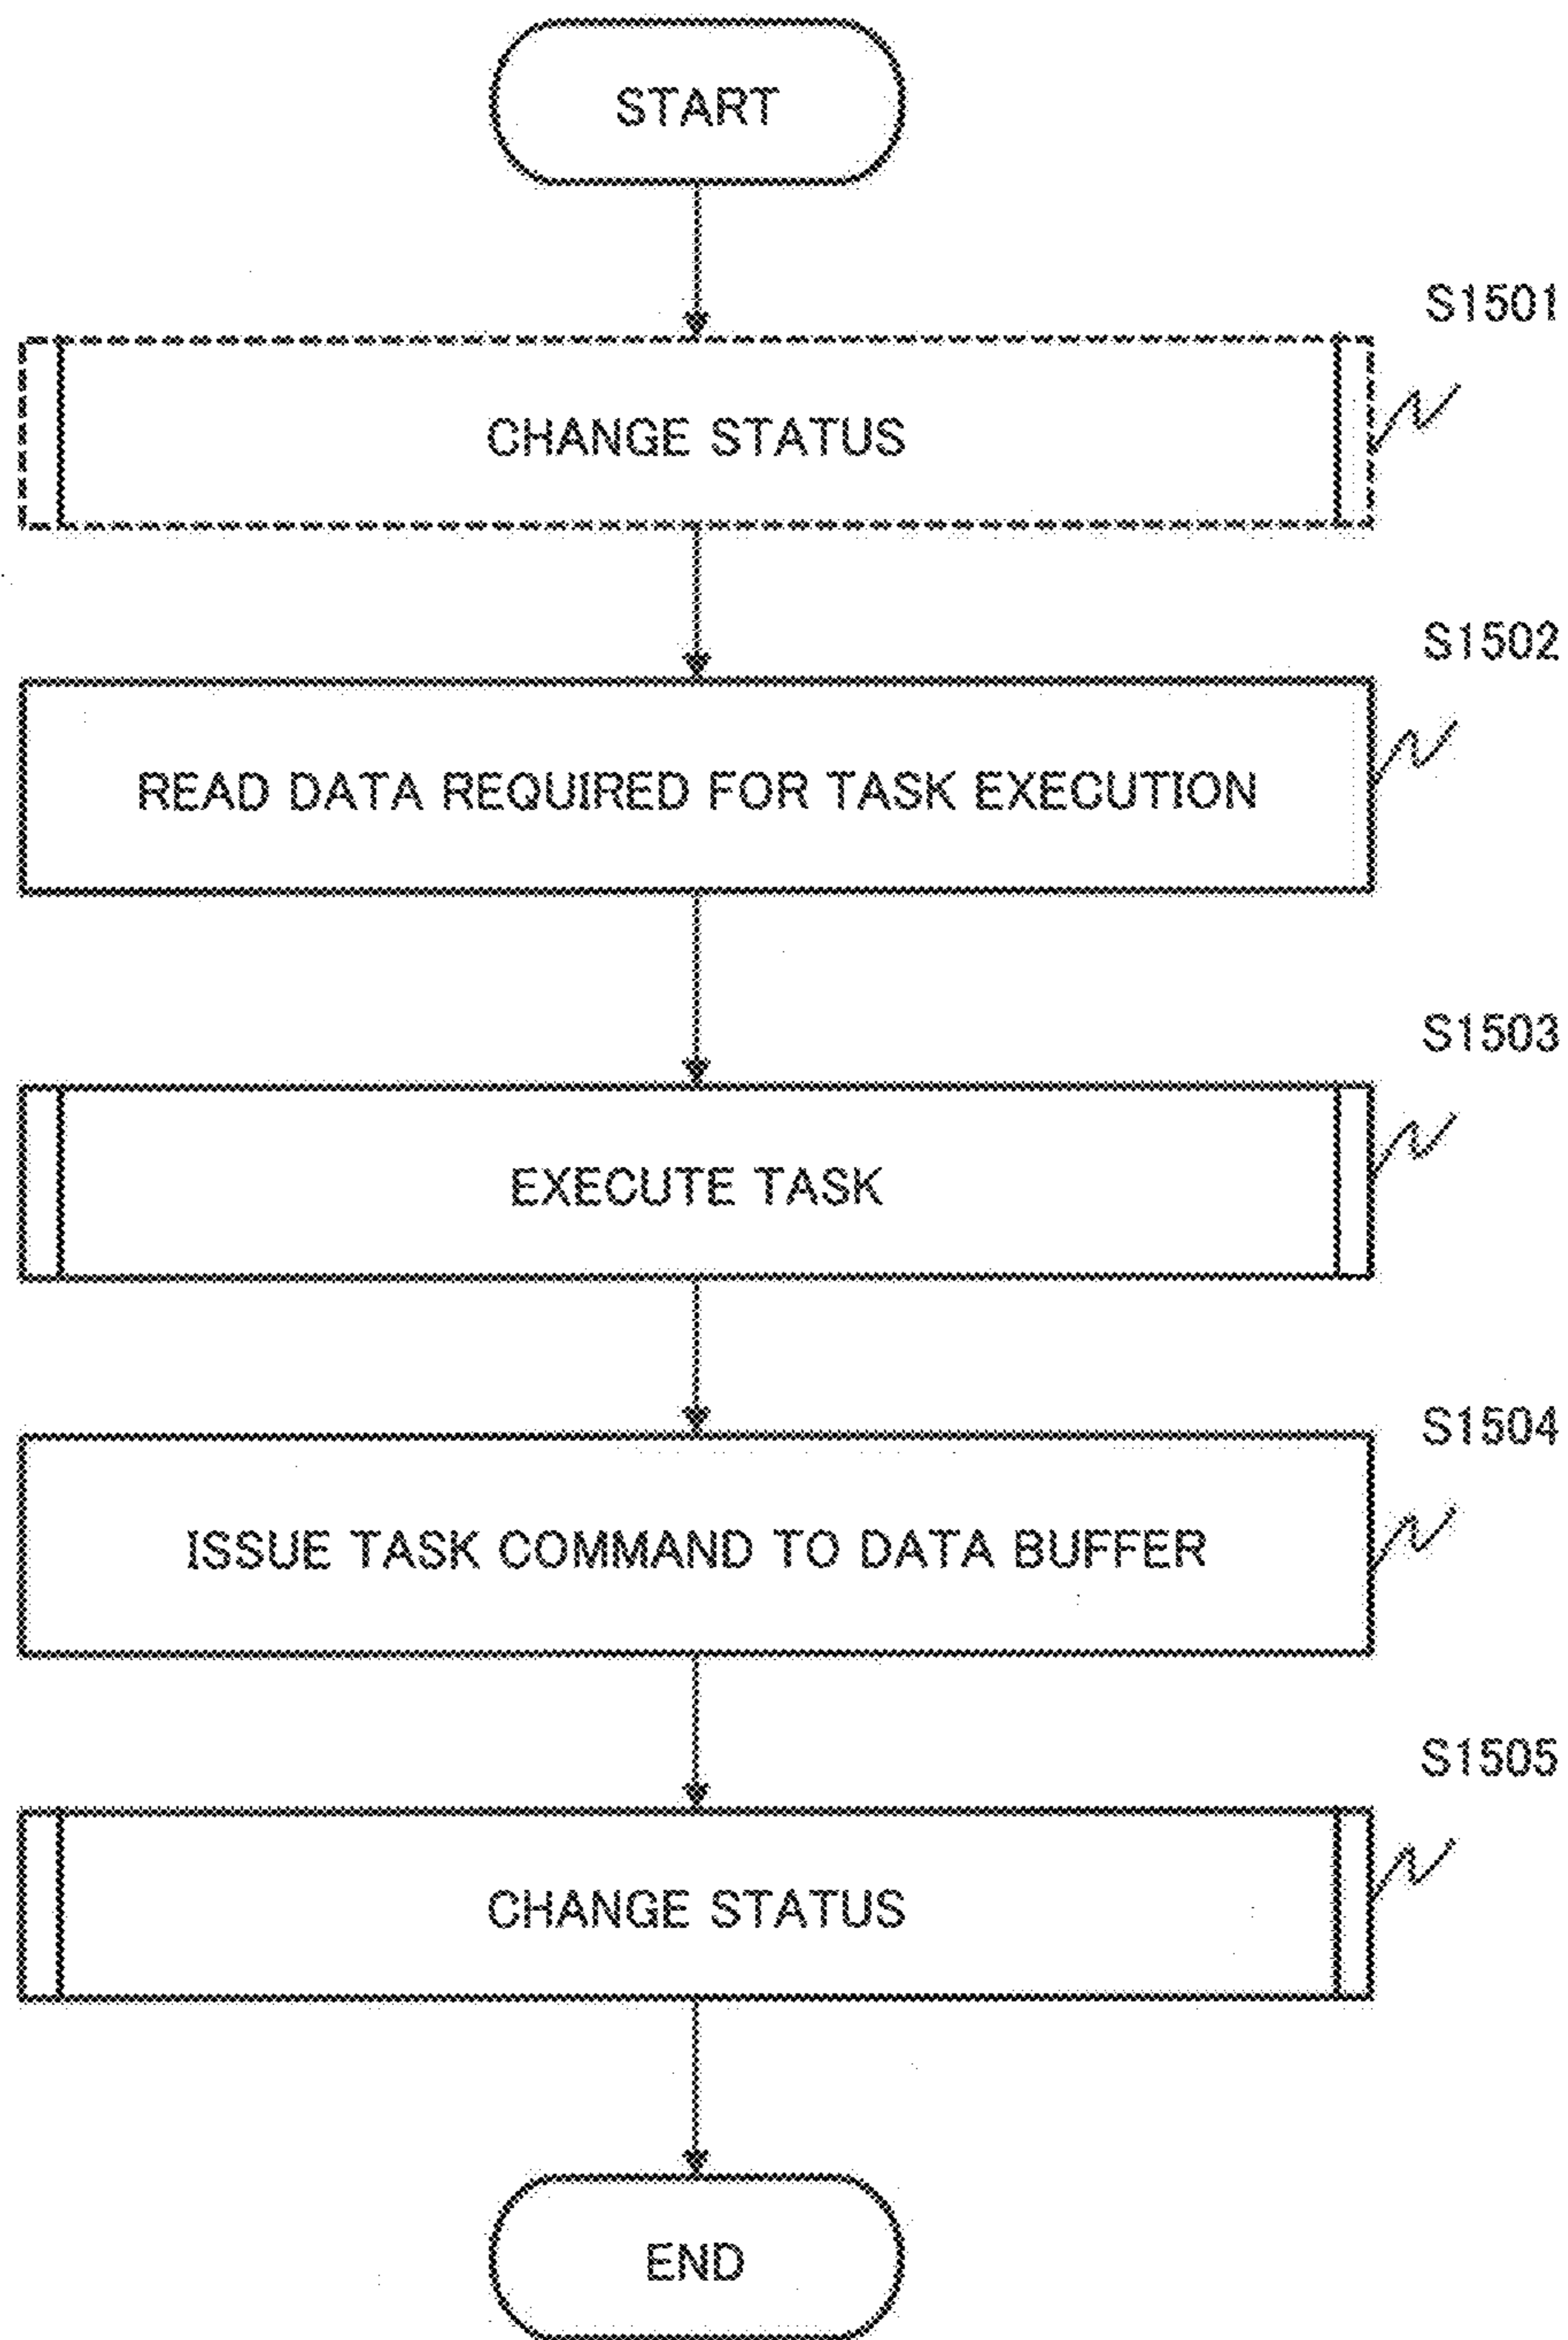 START
S1501
CHANGE STATUS
S1502
READ DATA REQUIRED FOR TASK EXECUTION
S1503
EXECUTE TASK
S1504
ISSUE TASK COMMAND TO DATA BUFFER
S1505
CHANGE STATUS
END